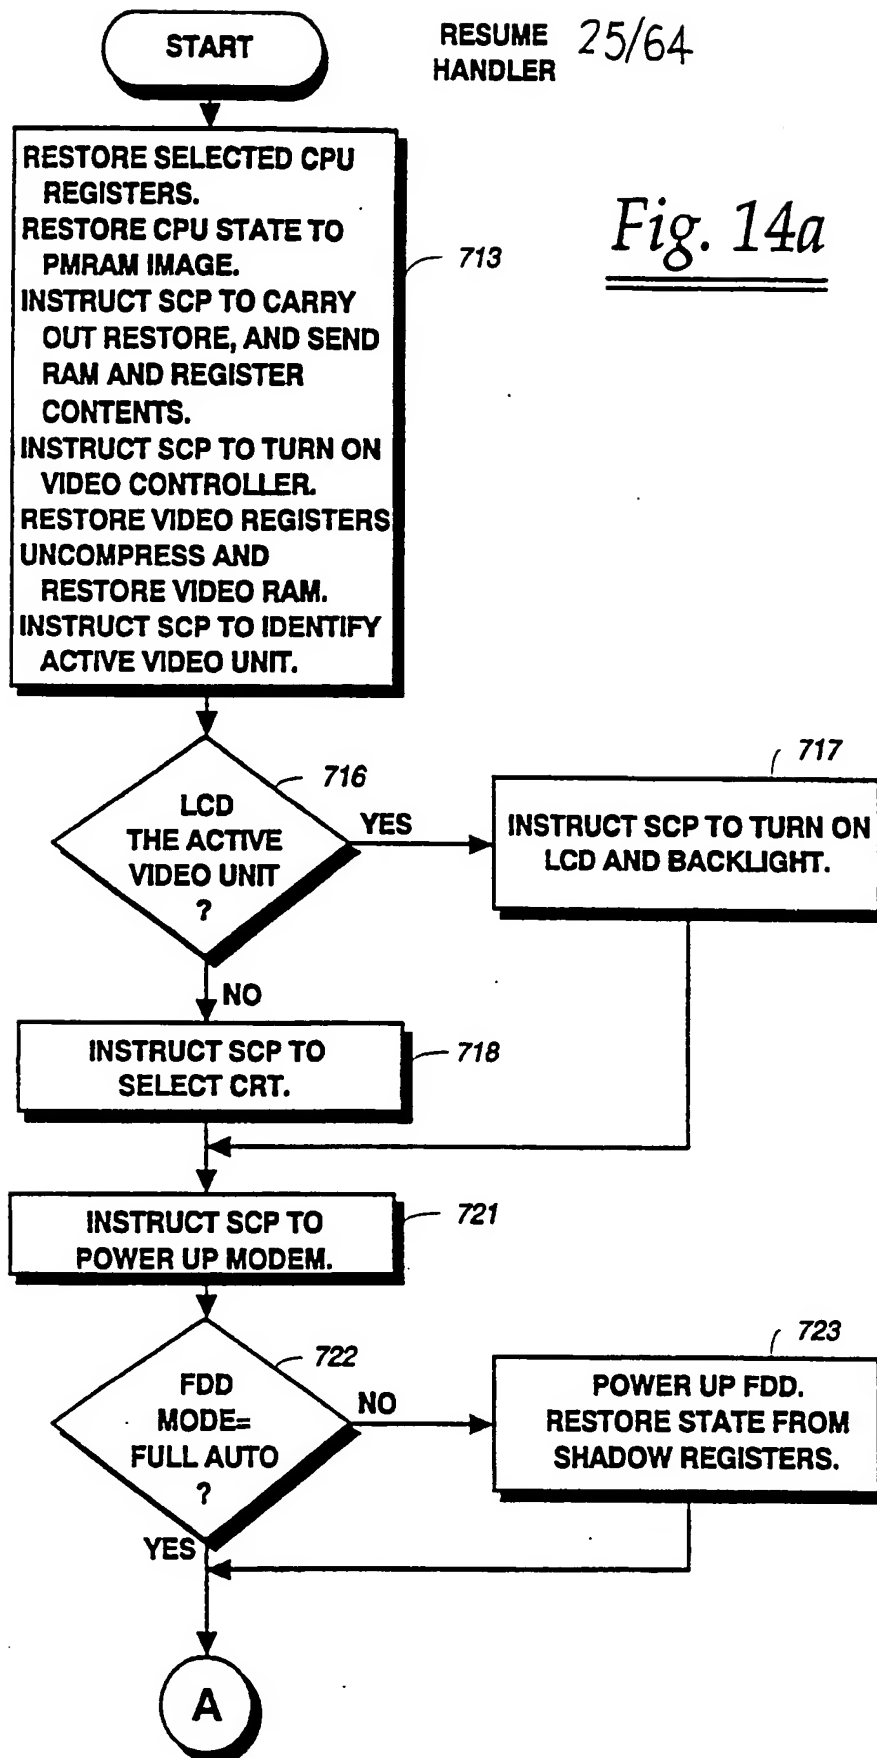 START
RESUME HANDLER 25/64
Fig. 14a
RESTORE SELECTED CPU
REGISTERS.
RESTORE CPU STATE TO
PMRAM IMAGE.
INSTRUCT SCP TO CARRY
OUT RESTORE, AND SEND
RAM AND REGISTER
CONTENTS.
INSTRUCT SCP TO TURN ON
VIDEO CONTROLLER.
RESTORE VIDEO REGISTERS
UNCOMPRESS AND
RESTORE VIDEO RAM.
INSTRUCT SCP TO IDENTIFY
ACTIVE VIDEO UNIT.
713
LCD
THE ACTIVE
VIDEO UNIT
?
716
YES
717
INSTRUCT SCP TO TURN ON
LCD AND BACKLIGHT.
NO
INSTRUCT SCP TO
SELECT CRT.
718
INSTRUCT SCP TO
POWER UP MODEM.
721
FDD
MODE=
FULL AUTO
?
722
NO
723
POWER UP FDD.
RESTORE STATE FROM
SHADOW REGISTERS.
YES
A